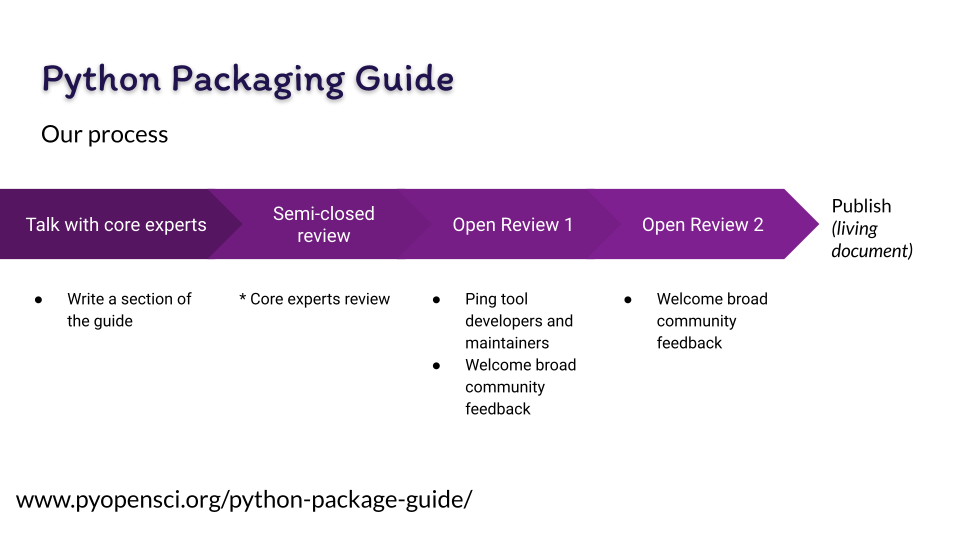 Python Packaging Guide
Our process
Talk with core experts
Semi-closed
review
Open Review 1
Open Review 2
Publish
(living
document)
● Write a section of
the guide
* Core experts review
● Ping tool
developers and
maintainers
● Welcome broad
community
feedback
● Welcome broad
community
feedback
www.pyopensci.org/python-package-guide/